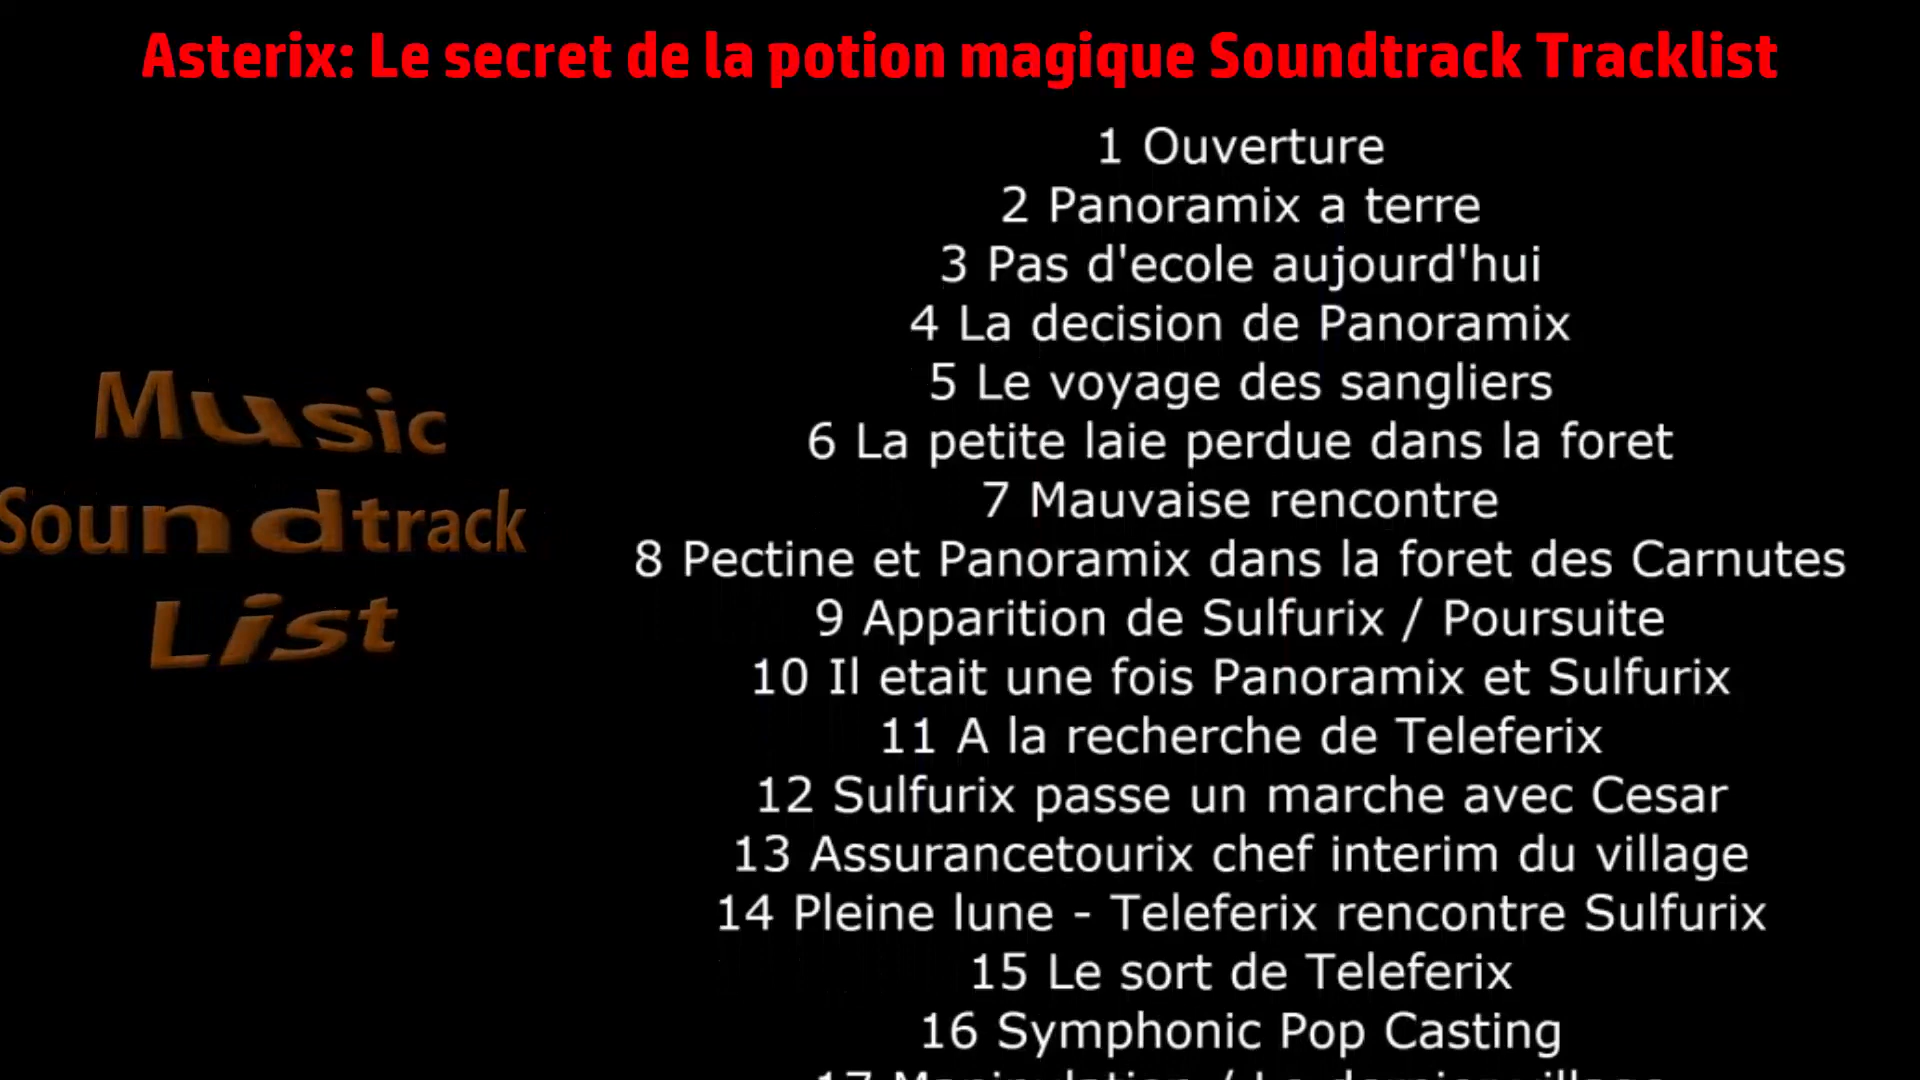 Asterix: Le secret de la potion magique Soundtrack Tracklist
Music
Soundtrack
List
1 Ouverture
2 Panoramix a terre
3 Pas d'ecole aujourd'hui
4 La decision de Panoramix
5 Le voyage des sangliers
6 La petite laie perdue dans la foret
7 Mauvaise rencontre
8 Pectine et Panoramix dans la foret des Carnutes
9 Apparition de Sulfurix / Poursuite
10 Il etait une fois Panoramix et Sulfurix
11 A la recherche de Teleferix
12 Sulfurix passe un marche avec Cesar
13 Assurancetourix chef interim du village
14 Pleine lune - Teleferix rencontre Sulfurix
15 Le sort de Teleferix
16 Symphonic Pop Casting